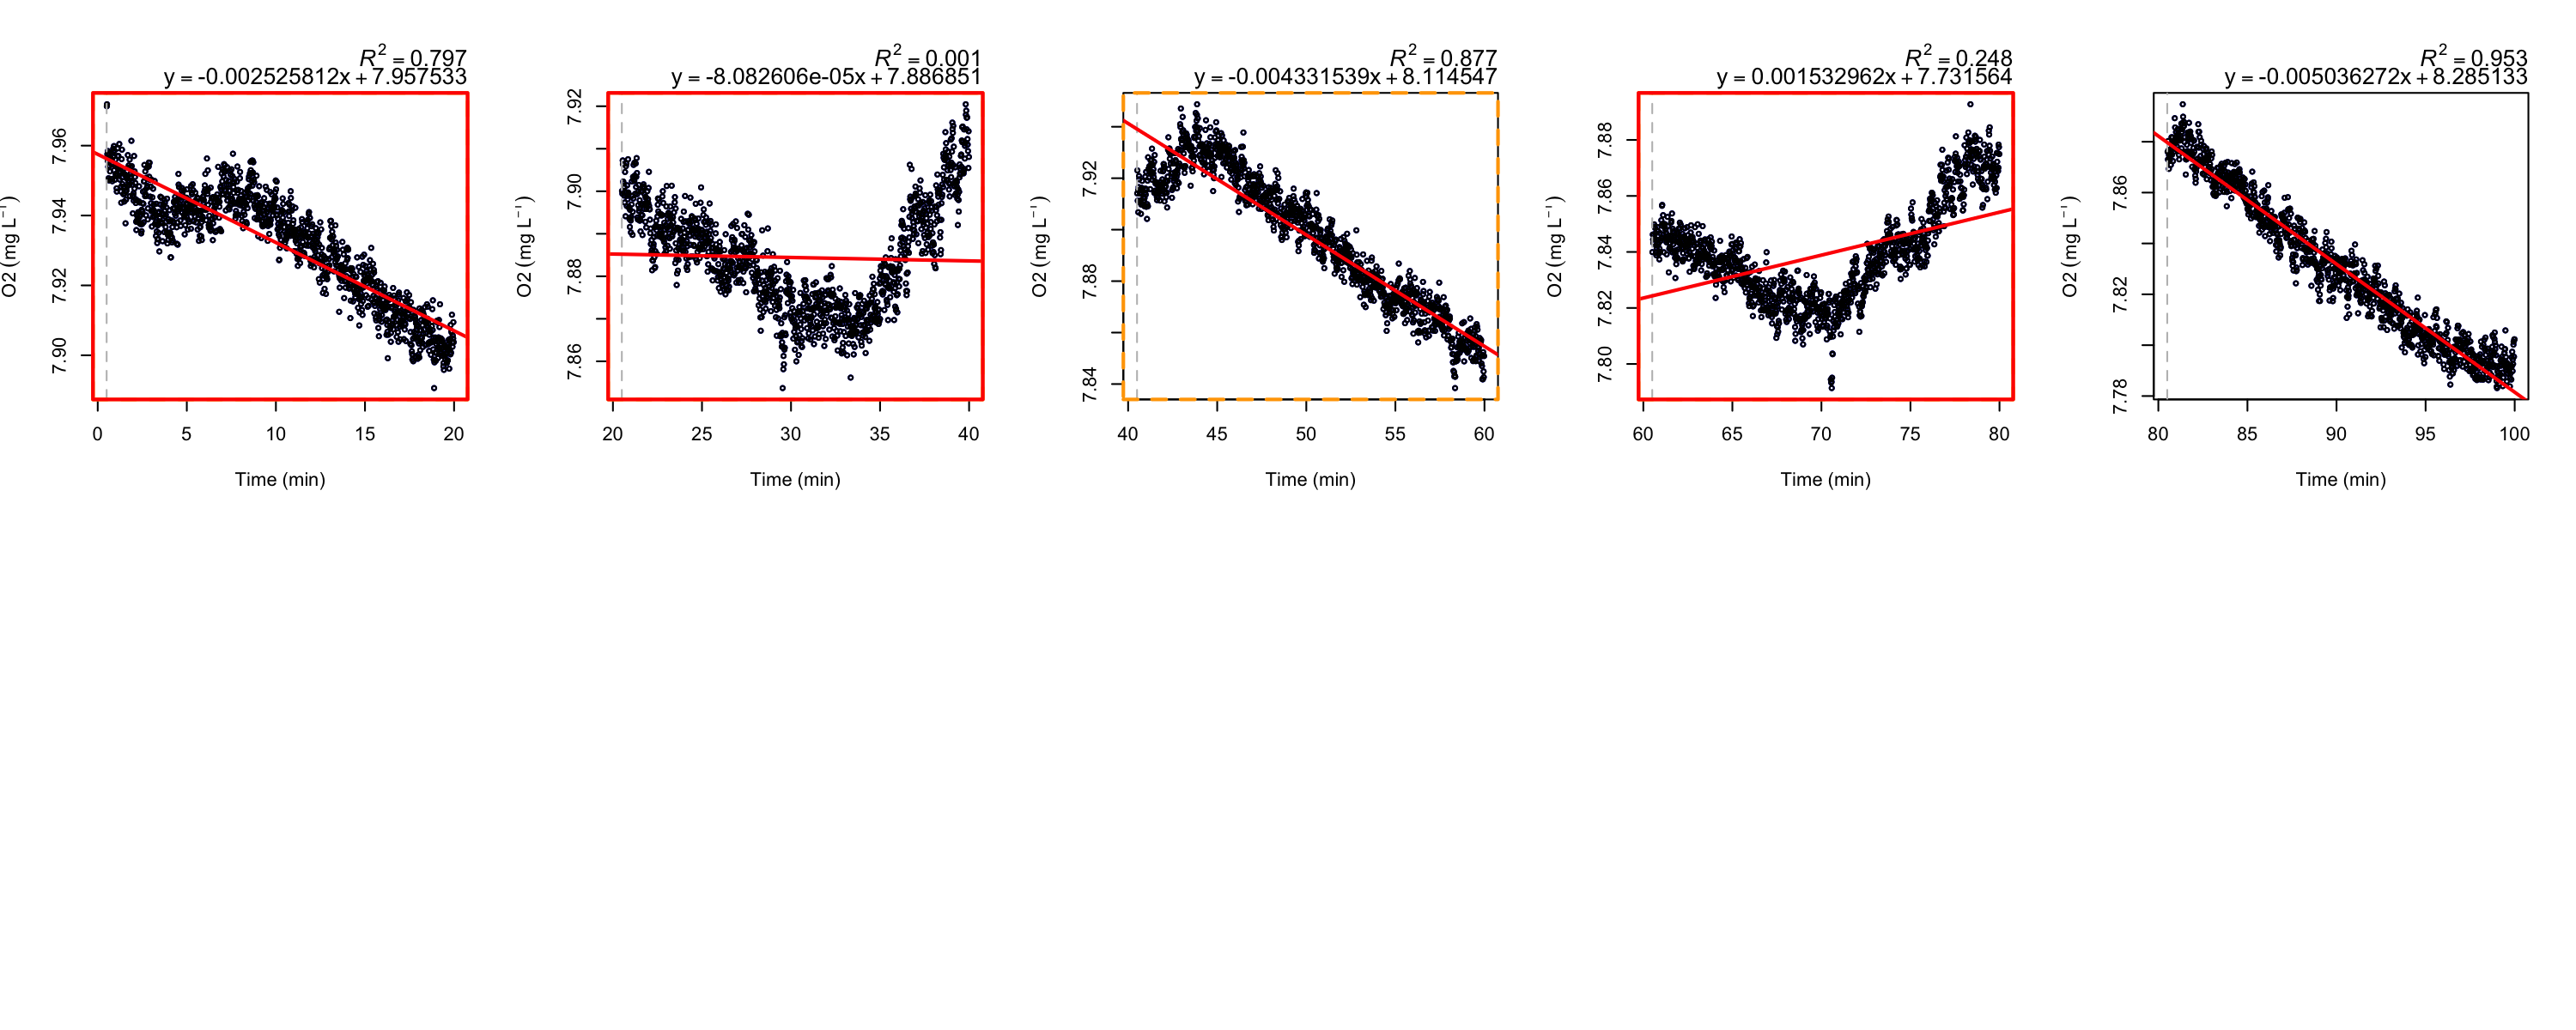 R² = 0.797
y = -0.002525812x + 7.957533
O2 (mg L⁻¹)
7.96
7.94
7.92
7.90
0 5 10 15 20
Time (min)
R² = 0.001
y = -8.082606e-05x + 7.886851
O2 (mg L⁻¹)
7.92
7.90
7.88
7.86
20 25 30 35 40
Time (min)
R² = 0.877
y = -0.004331539x + 8.114547
O2 (mg L⁻¹)
7.92
7.88
7.84
40 45 50 55 60
Time (min)
R² = 0.248
y = 0.001532962x + 7.731564
O2 (mg L⁻¹)
7.88
7.86
7.84
7.82
7.80
60 65 70 75 80
Time (min)
R² = 0.953
y = -0.005036272x + 8.285133
O2 (mg L⁻¹)
7.86
7.82
7.78
80 85 90 95 100
Time (min)